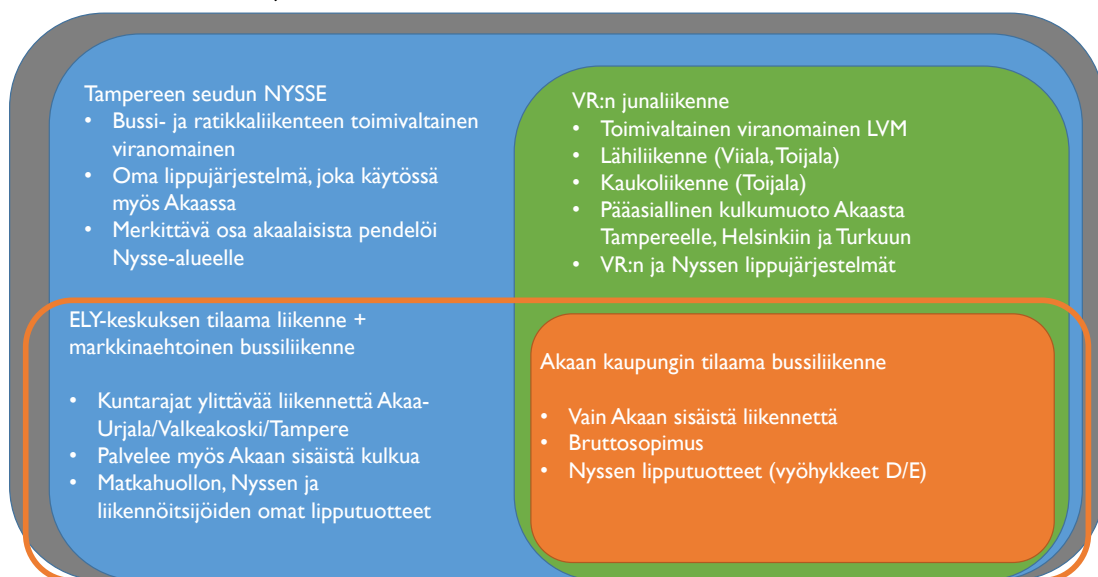 Tampereen seudun NYSSE
• Bussi- ja ratikkaliikenteen toimivaltainen
viranomainen
• Oma lippujärjestelmä, joka käytössä
myös Akaassa
• Merkittävä osa akaalaisista pendelöi
Nysse-alueelle
VR:n junaliikenne
• Toimivaltainen viranomainen LVM
• Lähiliikenne (Viiala,Toijala)
• Kaukoliikenne (Toijala)
• Pääasiallinen kulkumuoto Akaasta
Tampereelle, Helsinkiin ja Turkuun
• VR:n ja Nyssen lippujärjestelmät
ELY-keskuksen tilaama liikenne +
markkinaehtoinen bussiliikenne
• Kuntarajat ylittävää liikennettä Akaa-
Urjala/Valkeakoski/Tampere
• Palvelee myös Akaan sisäistä kulkua
• Matkahuollon, Nyssen ja
liikennöitsijöiden omat lipputuotteet
Akaan kaupungin tilaama bussiliikenne
• Vain Akaan sisäistä liikennettä
• Bruttosopimus
• Nyssen lipputuotteet (vyöhykkeet D/E)